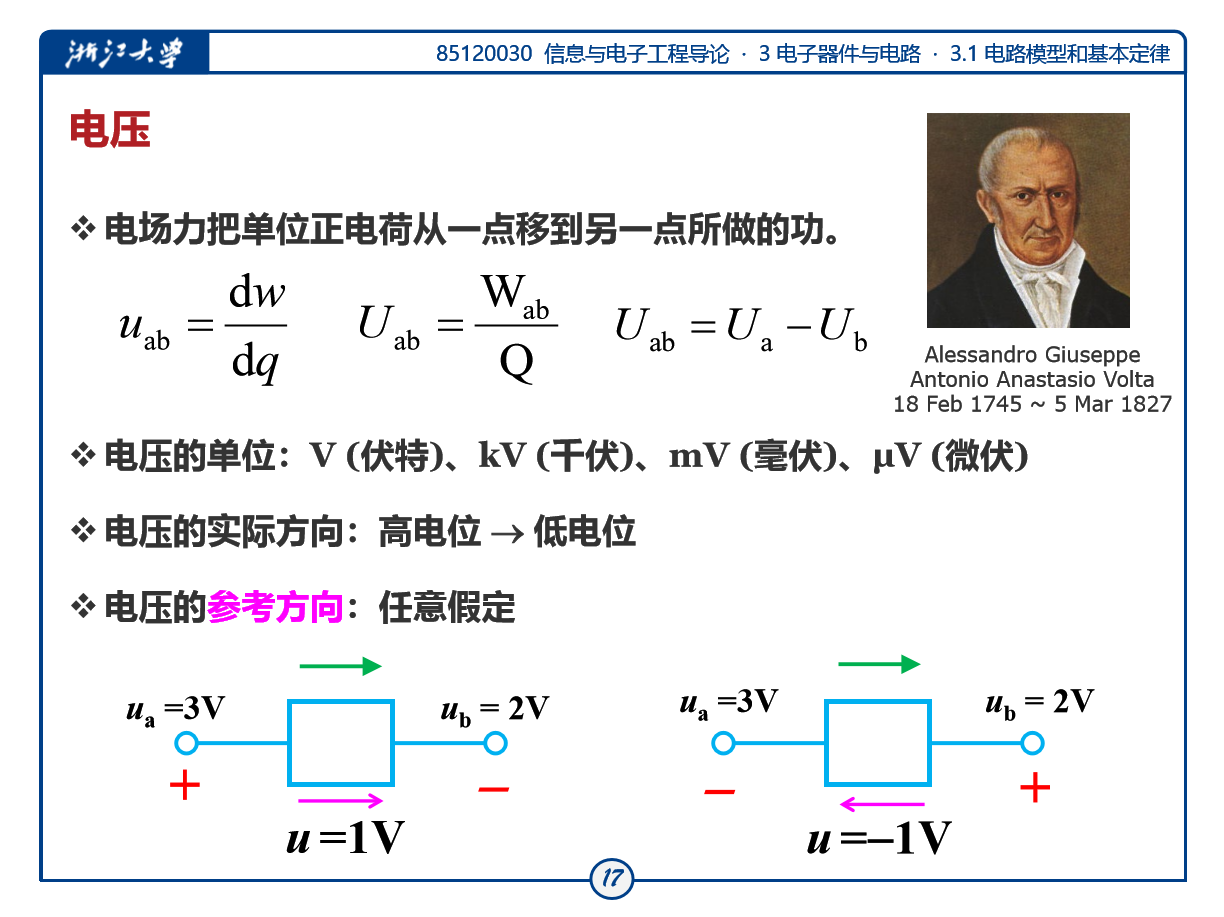 浙江大学
85120030 信息与电子工程导论 · 3 电子器件与电路 · 3.1 电路模型和基本定律
电压
❖ 电场力把单位正电荷从一点移到另一点所做的功。
u_ab = dw/dq U_ab = W_ab/Q U_ab = U_a − U_b
Alessandro Giuseppe
Antonio Anastasio Volta
18 Feb 1745 ~ 5 Mar 1827
❖ 电压的单位：V (伏特)、kV (千伏)、mV (毫伏)、μV (微伏)
❖ 电压的实际方向：高电位 → 低电位
❖ 电压的参考方向：任意假定
u_a =3V u_b = 2V u_a =3V u_b = 2V
+ − − +
u =1V u =−1V
17